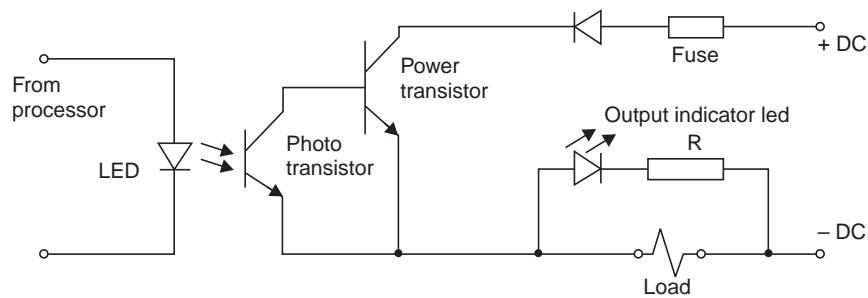 From
processor
LED
Photo
transistor
Power
transistor
Fuse
+ DC
Output indicator led
R
– DC
Load